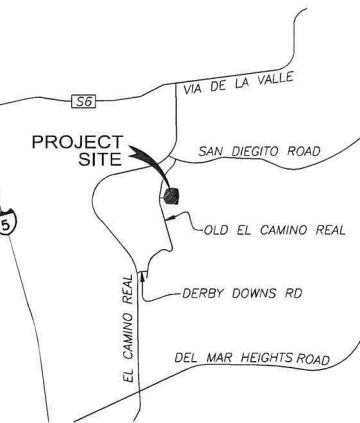 VIA DE LA VALLE
S6
PROJECT
SITE
SAN DIEGITO ROAD
5
OLD EL CAMINO REAL
EL CAMINO REAL
DERBY DOWNS RD
DEL MAR HEIGHTS ROAD